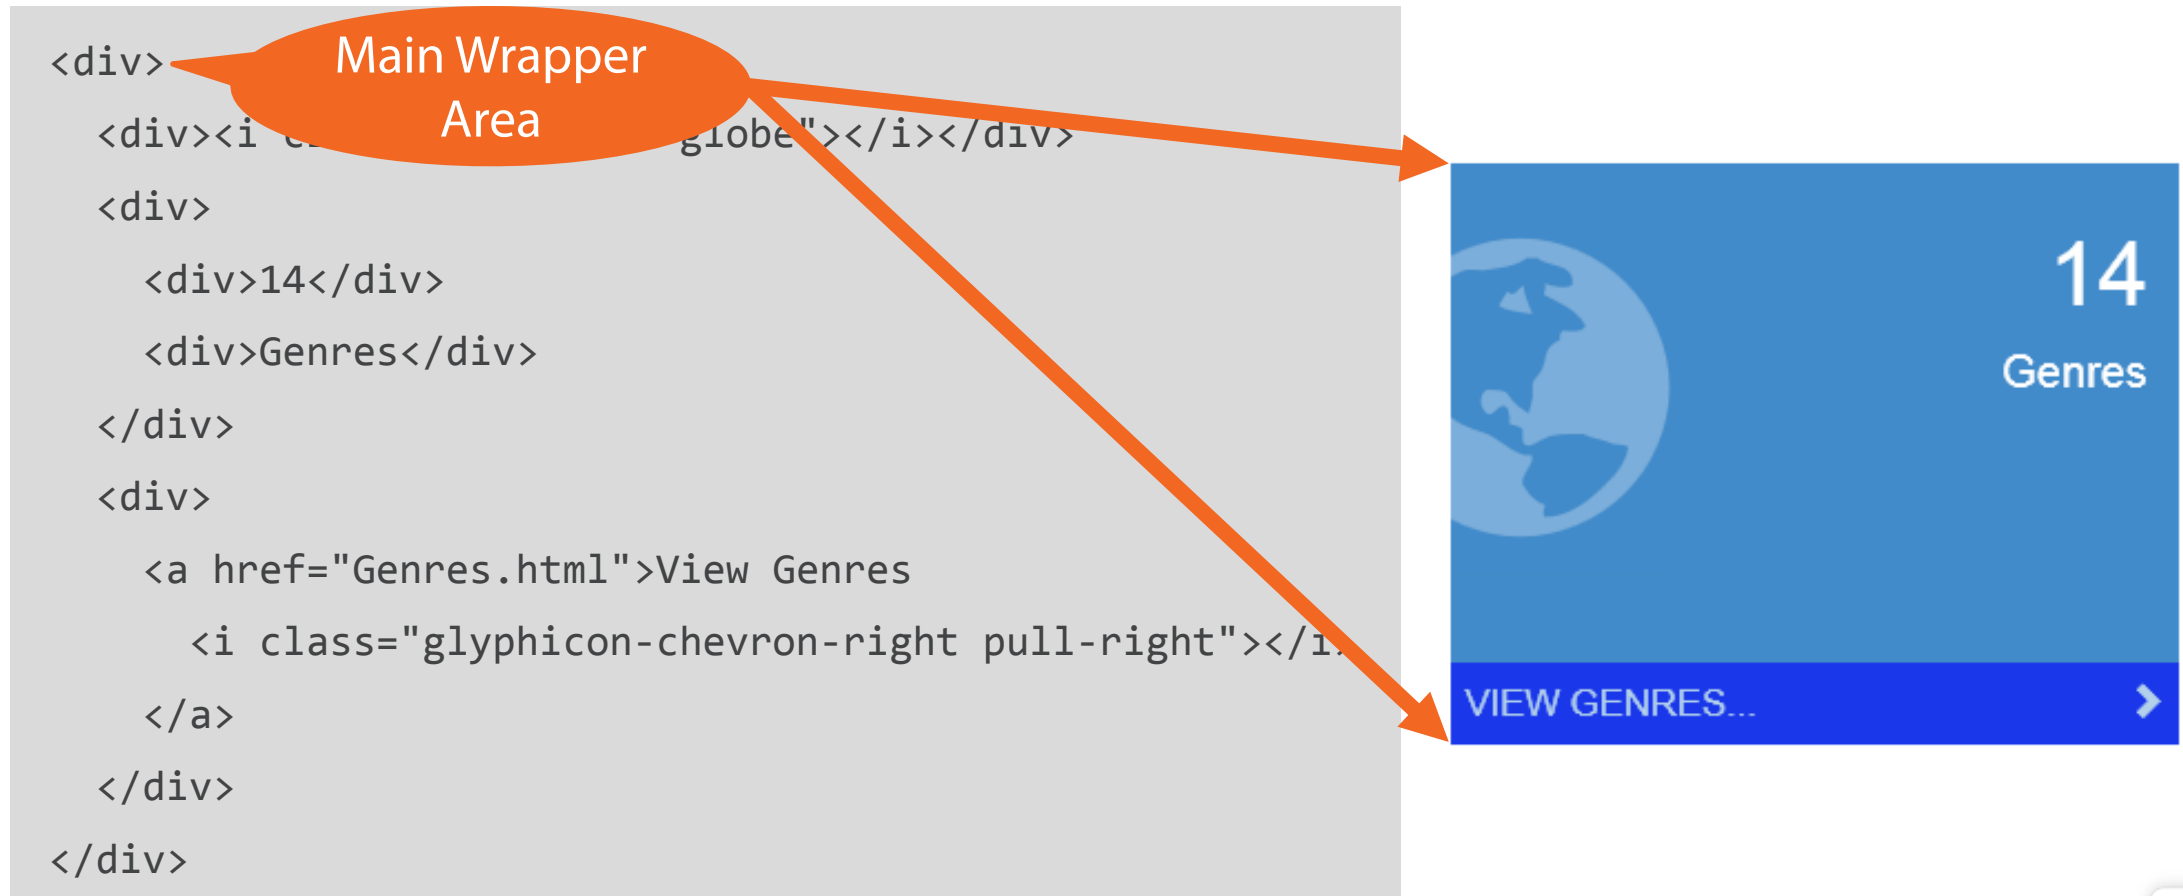 <div>
Main Wrapper
Area
<div><i globe"></i></div>
<div>
<div>14</div>
<div>Genres</div>
</div>
<div>
<a href="Genres.html">View Genres
<i class="glyphicon-chevron-right pull-right"></i>
</a>
</div>
</div>
14
Genres
VIEW GENRES...